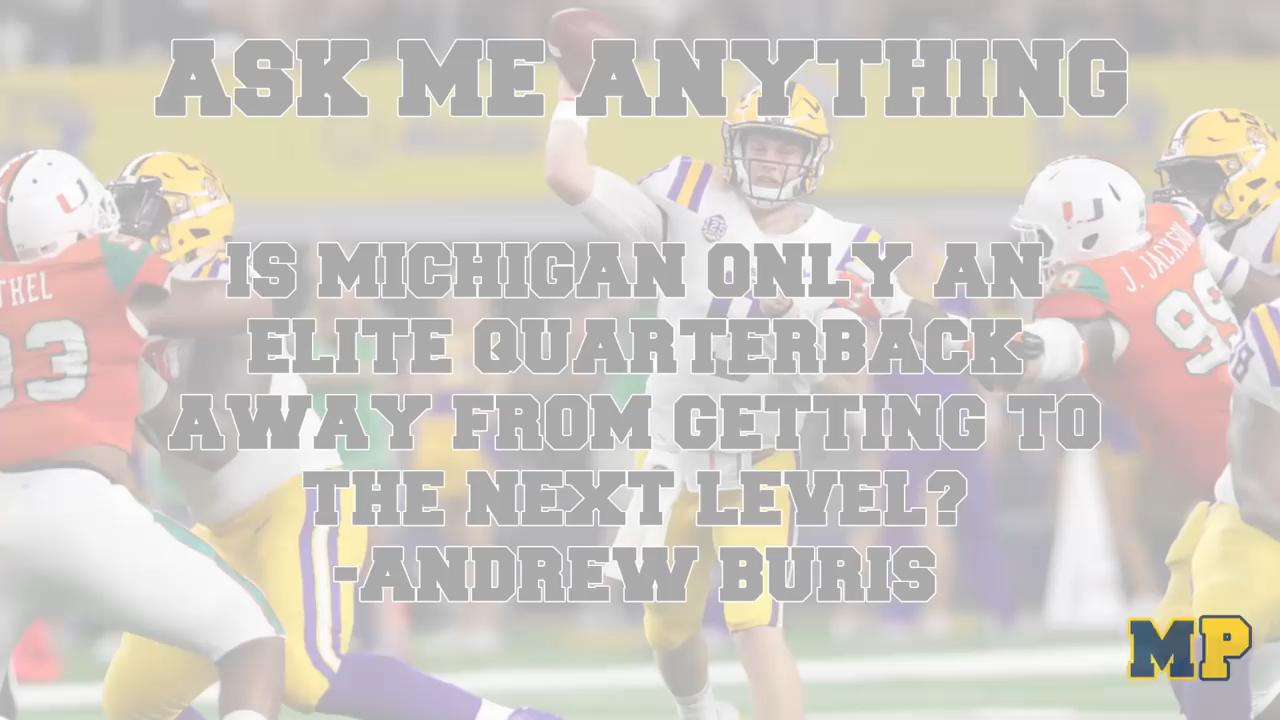 ASK ME ANYTHING
IS MICHIGAN ONLY AN
ELITE QUARTERBACK
AWAY FROM GETTING TO
THE NEXT LEVEL?
-ANDREW BURIS
THEL
93
J. JACKSON
99
8
MP